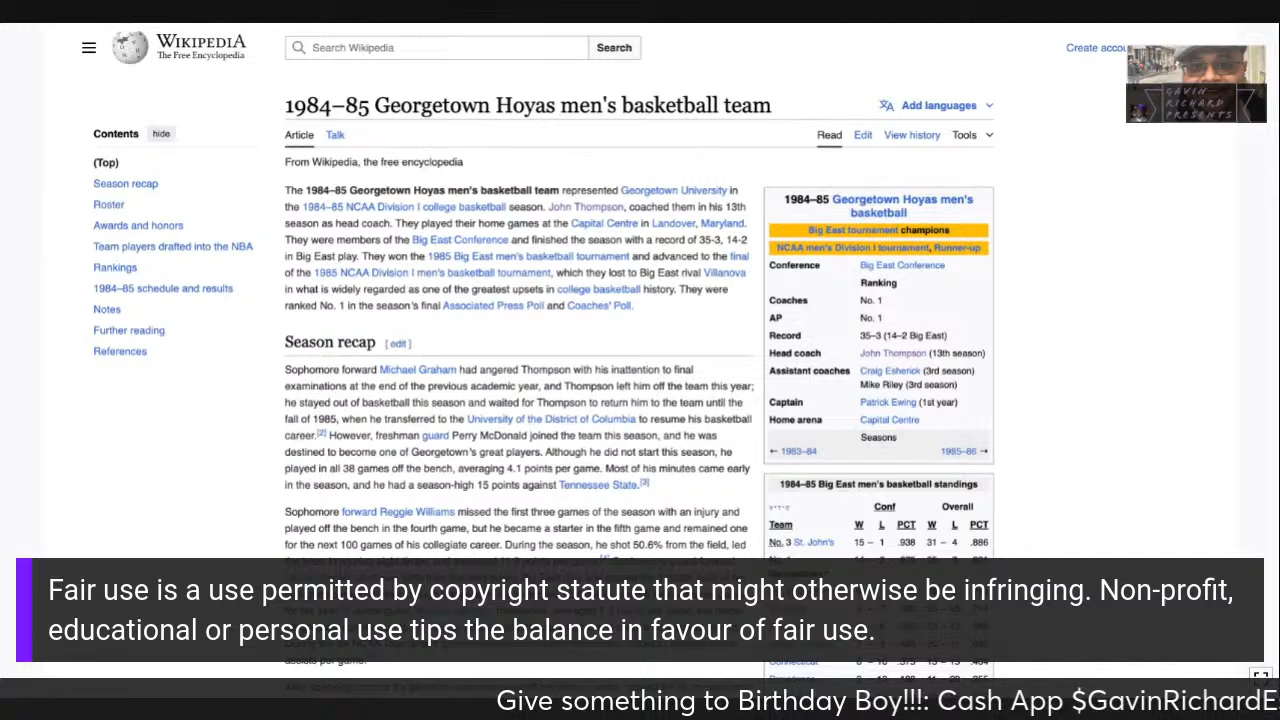 WIKIPEDIA
The Free Encyclopedia
Search Wikipedia
Search
Create accou
GAVIN-
RICHARD
PRESENTS
1984–85 Georgetown Hoyas men's basketball team
Add languages
Contents hide
Article Talk
Read Edit View history Tools
(Top)
Season recap
Roster
Awards and honors
Team players drafted into the NBA
Rankings
1984–85 schedule and results
Notes
Further reading
References
From Wikipedia, the free encyclopedia
The 1984–85 Georgetown Hoyas men's basketball team represented Georgetown University in
the 1984–85 NCAA Division I college basketball season. John Thompson, coached them in his 13th
season as head coach. They played their home games at the Capital Centre in Landover, Maryland.
They were members of the Big East Conference and finished the season with a record of 35-3, 14-2
in Big East play. They won the 1985 Big East men's basketball tournament and advanced to the final
of the 1985 NCAA Division I men's basketball tournament, which they lost to Big East rival Villanova
in what is widely regarded as one of the greatest upsets in college basketball history. They were
ranked No. 1 in the season's final Associated Press Poll and Coaches' Poll.
Season recap [ edit ]
Sophomore forward Michael Graham had angered Thompson with his inattention to final
examinations at the end of the previous academic year, and Thompson left him off the team this year;
he stayed out of basketball this season and waited for Thompson to return him to the team until the
fall of 1985, when he transferred to the University of the District of Columbia to resume his basketball
career.[2] However, freshman guard Perry McDonald joined the team this season, and he was
destined to become one of Georgetown's great players. Although he did not start this season, he
played in all 38 games off the bench, averaging 4.1 points per game. Most of his minutes came early
in the season, and he had a season-high 15 points against Tennessee State.[3]
Sophomore forward Reggie Williams missed the first three games of the season with an injury and
played off the bench in the fourth game, but he became a starter in the fifth game and remained one
for the next 100 games of his collegiate career. During the season, he shot 50.6% from the field, led
1984–85 Georgetown Hoyas men's
basketball
Big East tournament champions
NCAA men's Division I tournament, Runner-up
Conference Big East Conference
Ranking
Coaches No. 1
AP No. 1
Record 35–3 (14–2 Big East)
Head coach John Thompson (13th season)
Assistant coaches Craig Esherick (3rd season)
Mike Riley (3rd season)
Captain Patrick Ewing (1st year)
Home arena Capital Centre
Seasons
← 1983–84 1985–86 →
1984–85 Big East men's basketball standings
v · t · e Conf Overall
Team W L PCT W L PCT
No. 3 St. John's 15 – 1 .938 31 – 4 .886
Fair use is a use permitted by copyright statute that might otherwise be infringing. Non-profit,
educational or personal use tips the balance in favour of fair use.
Give something to Birthday Boy!!!: Cash App $GavinRichardE